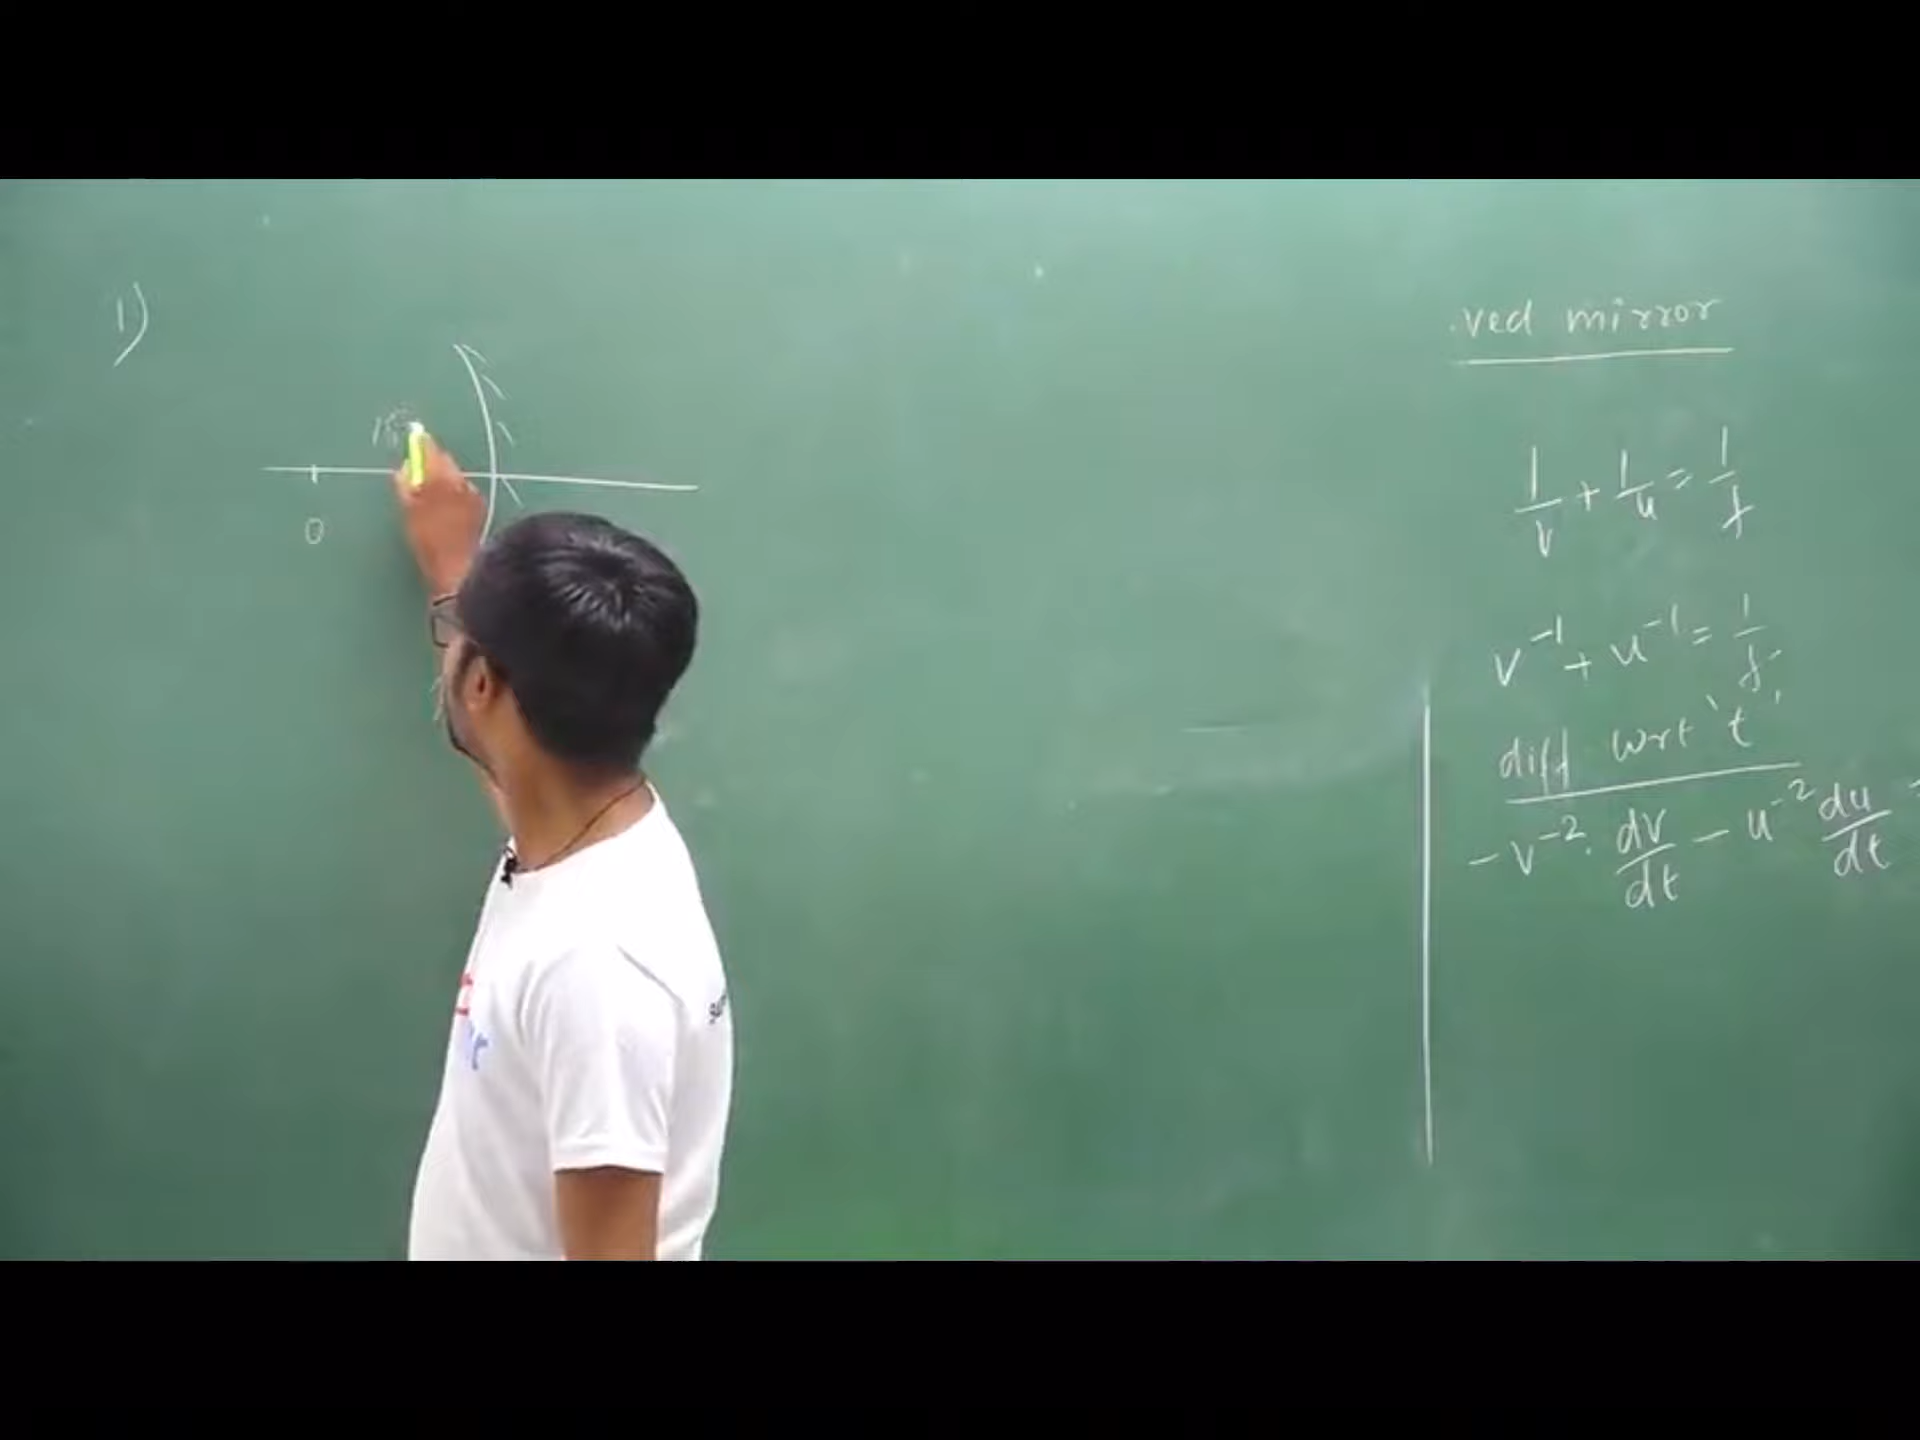 1)
0
.ved mirror
1/v + 1/u = 1/f
v⁻¹ + u⁻¹ = 1/f
diff wrt 't'
- v⁻² . dv/dt - u⁻² du/dt =